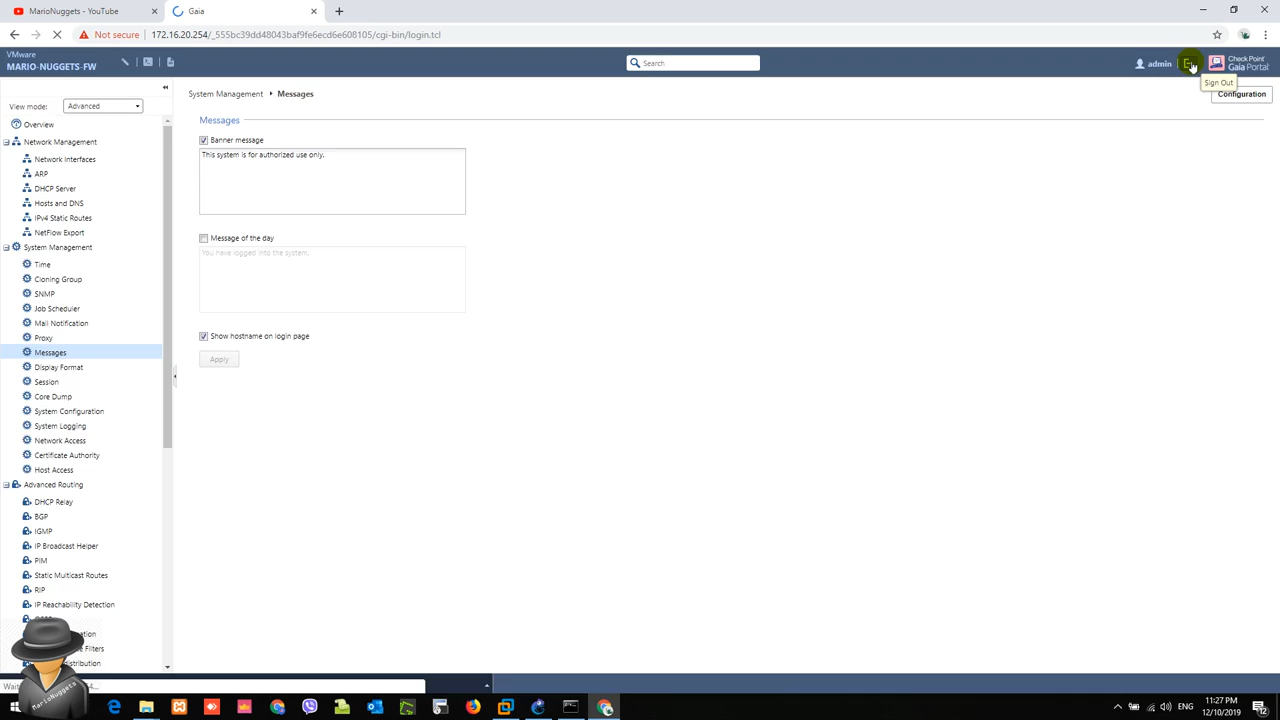 MarioNuggets - YouTube
Gaia
Not secure
172.16.20.254/_555bc39dd48043baf9fe6ecd6e608105/cgi-bin/login.tcl
VMware
MARIO-NUGGETS-FW
Search
admin
Check Point
Gaia Portal
Sign Out
Configuration
View mode:
Advanced
System Management
Messages
Overview
Network Management
Network Interfaces
ARP
DHCP Server
Hosts and DNS
IPv4 Static Routes
NetFlow Export
System Management
Time
Cloning Group
SNMP
Job Scheduler
Mail Notification
Proxy
Messages
Display Format
Session
Core Dump
System Configuration
System Logging
Network Access
Certificate Authority
Host Access
Advanced Routing
DHCP Relay
BGP
IGMP
IP Broadcast Helper
PIM
Static Multicast Routes
RIP
IP Reachability Detection
Filters
Messages
Banner message
This system is for authorized use only.
Message of the day
You have logged into the system.
Show hostname on login page
Apply
MarioNuggets
ENG
11:27 PM
12/10/2019
12